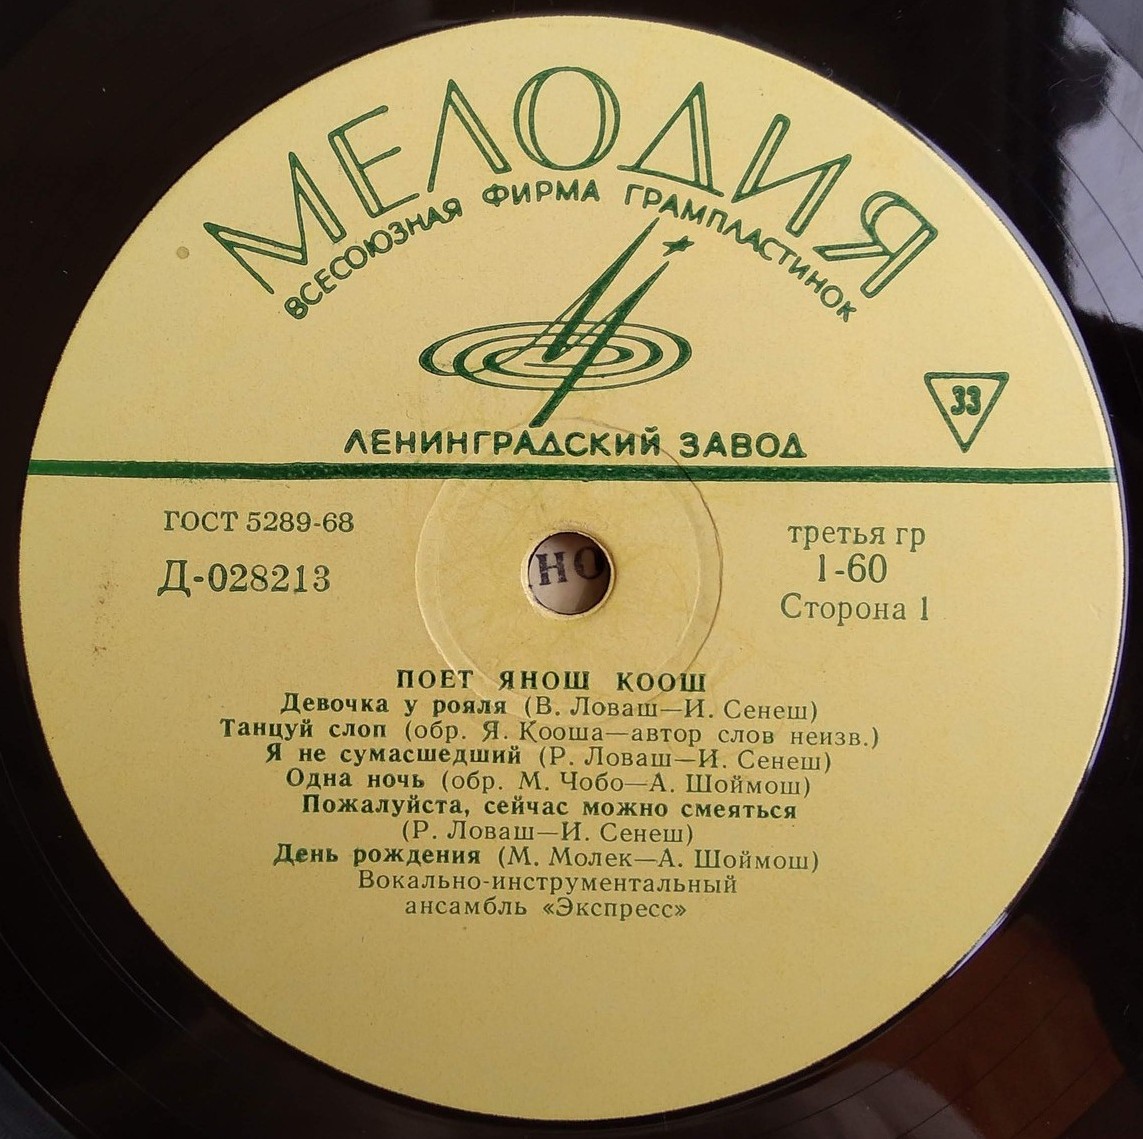 МЕЛОДИЯ
ВСЕСОЮЗНАЯ ФИРМА ГРАМПЛАСТИНОК
33
ЛЕНИНГРАДСКИЙ ЗАВОД
ГОСТ 5289-68
Д-028213
третья гр
1-60
Сторона 1
НО
ПОЕТ ЯНОШ КООШ
Девочка у рояля (В. Ловаш—И. Сенеш)
Танцуй слоп (обр. Я. Кооша—автор слов неизв.)
Я не сумасшедший (Р. Ловаш—И. Сенеш)
Одна ночь (обр. М. Чобо—А. Шоймош)
Пожалуйста, сейчас можно смеяться
(Р. Ловаш—И. Сенеш)
День рождения (М. Молек—А. Шоймош)
Вокально-инструментальный
ансамбль «Экспресс»